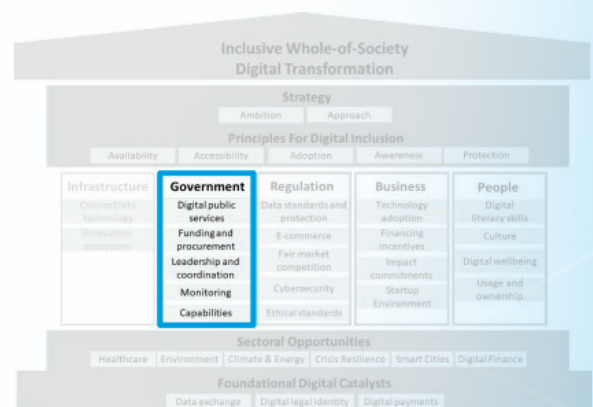 Inclusive Whole-of-Society
Digital Transformation
Strategy
Ambition Approach
Principles For Digital Inclusion
Availability Accessibility Adoption Awareness Protection
Infrastructure
Connectivity
technology
Innovation
ecosystem
Government
Digital public
services
Funding and
procurement
Leadership and
coordination
Monitoring
Capabilities
Regulation
Data standards and
protection
E-commerce
Fair market
competition
Cybersecurity
Ethical standards
Business
Technology
adoption
Financing
incentives
Impact
commitments
Startup
Environment
People
Digital
literacy skills
Culture
Digital wellbeing
Usage and
ownership
Sectoral Opportunities
Healthcare Environment Climate & Energy Crisis Resilience Smart Cities Digital Finance
Foundational Digital Catalysts
Data exchange Digital legal identity Digital payments